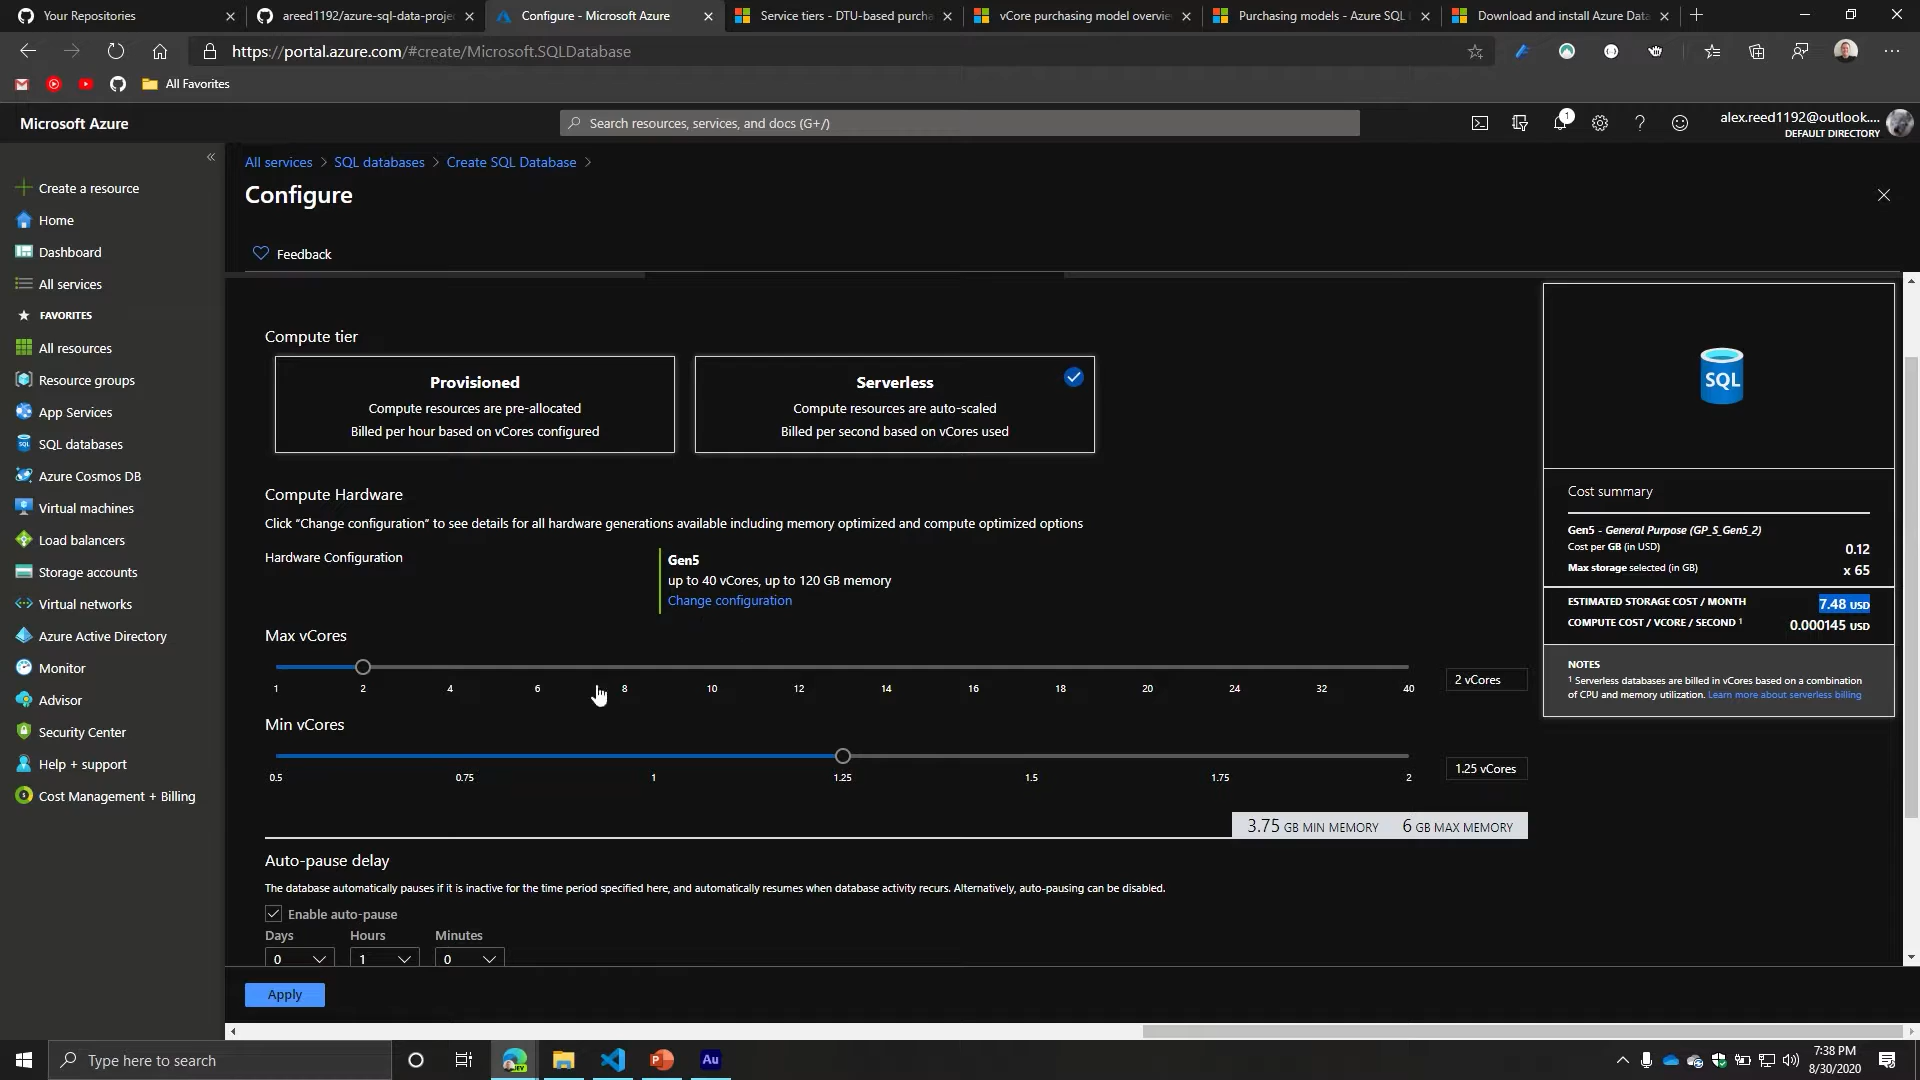 Your Repositories
areed1192/azure-sql-data-proje
Configure - Microsoft Azure
Service tiers - DTU-based purcha
vCore purchasing model overvie
Purchasing models - Azure SQL
Download and install Azure Data
https://portal.azure.com/#create/Microsoft.SQLDatabase
All Favorites
Microsoft Azure
Search resources, services, and docs (G+/)
1
alex.reed1192@outlook....
DEFAULT DIRECTORY
Create a resource
Home
Dashboard
All services
FAVORITES
All resources
Resource groups
App Services
SQL databases
Azure Cosmos DB
Virtual machines
Load balancers
Storage accounts
Virtual networks
Azure Active Directory
Monitor
Advisor
Security Center
Help + support
Cost Management + Billing
All services > SQL databases > Create SQL Database >
Configure
Feedback
Compute tier
Provisioned
Compute resources are pre-allocated
Billed per hour based on vCores configured
Serverless
Compute resources are auto-scaled
Billed per second based on vCores used
Compute Hardware
Click "Change configuration" to see details for all hardware generations available including memory optimized and compute optimized options
Hardware Configuration
Gen5
up to 40 vCores, up to 120 GB memory
Change configuration
Max vCores
1 2 4 6 8 10 12 14 16 18 20 24 32 40
2 vCores
Min vCores
0.5 0.75 1 1.25 1.5 1.75 2
1.25 vCores
3.75 GB MIN MEMORY 6 GB MAX MEMORY
Auto-pause delay
The database automatically pauses if it is inactive for the time period specified here, and automatically resumes when database activity recurs. Alternatively, auto-pausing can be disabled.
Enable auto-pause
Days Hours Minutes
0 1 0
Apply
SQL
Cost summary
Gen5 - General Purpose (GP_S_Gen5_2)
Cost per GB (in USD) 0.12
Max storage selected (in GB) x 65
ESTIMATED STORAGE COST / MONTH 7.48 USD
COMPUTE COST / VCORE / SECOND 1 0.000145 USD
NOTES
1 Serverless databases are billed in vCores based on a combination
of CPU and memory utilization. Learn more about serverless billing
Type here to search
DEV
Au
7:38 PM
8/30/2020